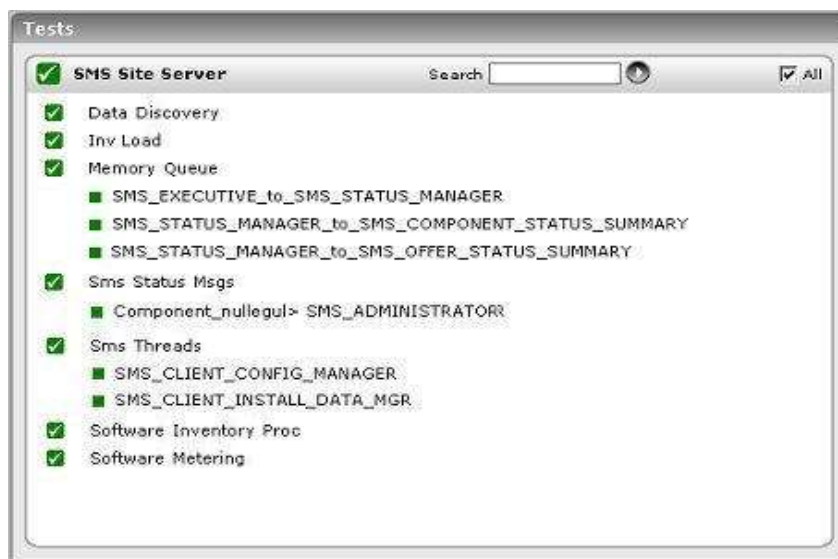 Tests
SMS Site Server Search All
Data Discovery
Inv Load
Memory Queue
SMS_EXECUTIVE_to_SMS_STATUS_MANAGER
SMS_STATUS_MANAGER_to_SMS_COMPONENT_STATUS_SUMMARY
SMS_STATUS_MANAGER_to_SMS_OFFER_STATUS_SUMMARY
Sms Status Msgs
Component_nullegul> SMS_ADMINISTRATORR
Sms Threads
SMS_CLIENT_CONFIG_MANAGER
SMS_CLIENT_INSTALL_DATA_MGR
Software Inventory Proc
Software Metering